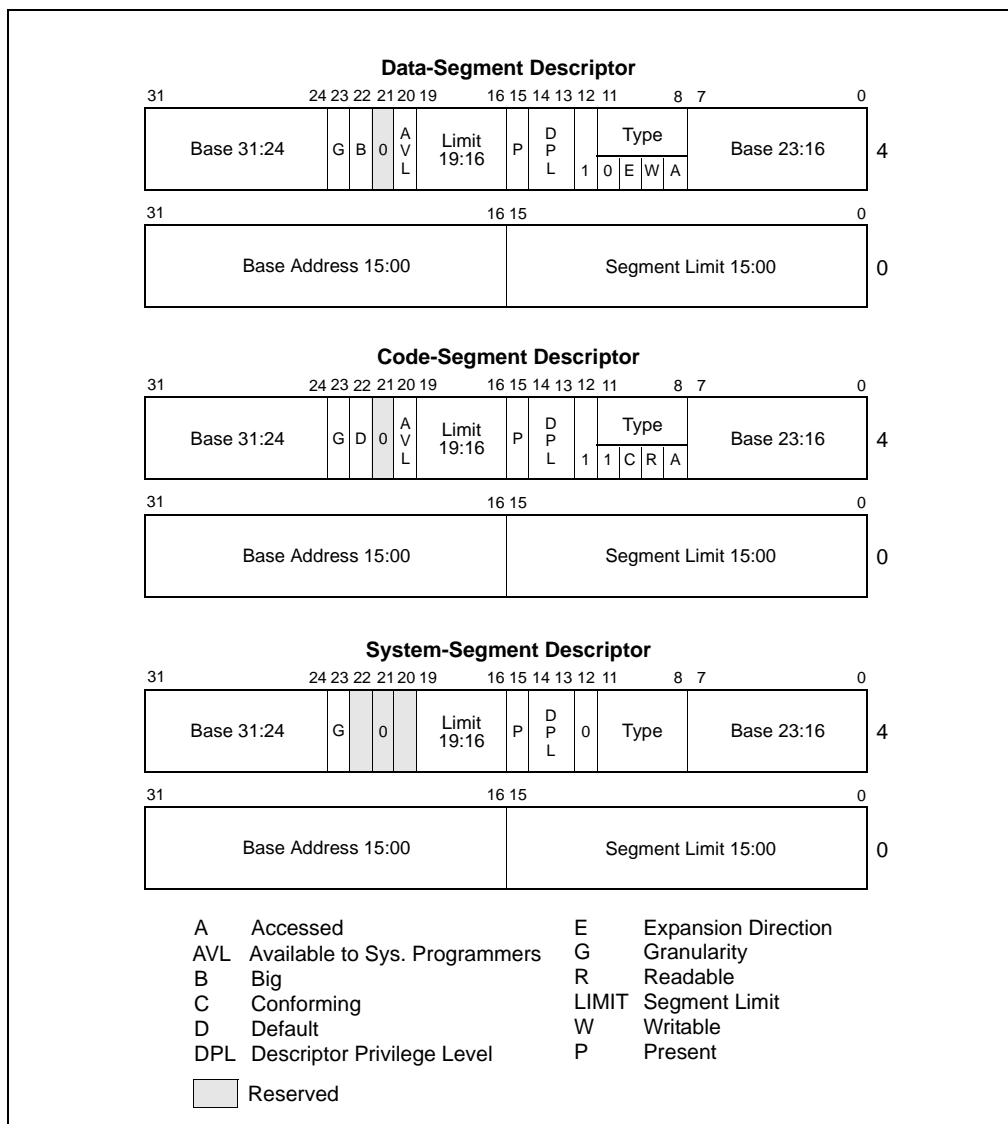 Data-Segment Descriptor
31 24 23 22 21 20 19 16 15 14 13 12 11 8 7 0
Base 31:24 G B 0 AVL Limit 19:16 P DPL 1 Type 0 E W A Base 23:16 4
31 16 15 0
Base Address 15:00 Segment Limit 15:00 0
Code-Segment Descriptor
31 24 23 22 21 20 19 16 15 14 13 12 11 8 7 0
Base 31:24 G D 0 AVL Limit 19:16 P DPL 1 Type 1 C R A Base 23:16 4
31 16 15 0
Base Address 15:00 Segment Limit 15:00 0
System-Segment Descriptor
31 24 23 22 21 20 19 16 15 14 13 12 11 8 7 0
Base 31:24 G 0 Limit 19:16 P DPL 0 Type Base 23:16 4
31 16 15 0
Base Address 15:00 Segment Limit 15:00 0
A Accessed
AVL Available to Sys. Programmers
B Big
C Conforming
D Default
DPL Descriptor Privilege Level
E Expansion Direction
G Granularity
R Readable
LIMIT Segment Limit
W Writable
P Present
Reserved